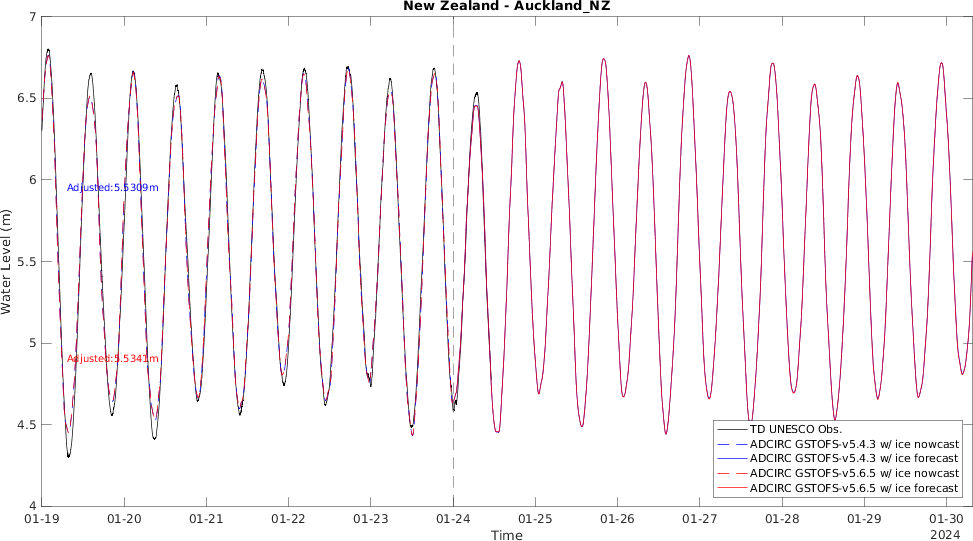 New Zealand - Auckland_NZ
Water Level (m)
7
6.5
6
5.5
5
4.5
4
Adjusted:5.5309m
Adjusted:5.5341m
TD UNESCO Obs.
ADCIRC GSTOFS-v5.4.3 w/ ice nowcast
ADCIRC GSTOFS-v5.4.3 w/ ice forecast
ADCIRC GSTOFS-v5.6.5 w/ ice nowcast
ADCIRC GSTOFS-v5.6.5 w/ ice forecast
01-19 01-20 01-21 01-22 01-23 01-24 01-25 01-26 01-27 01-28 01-29 01-30
Time
2024